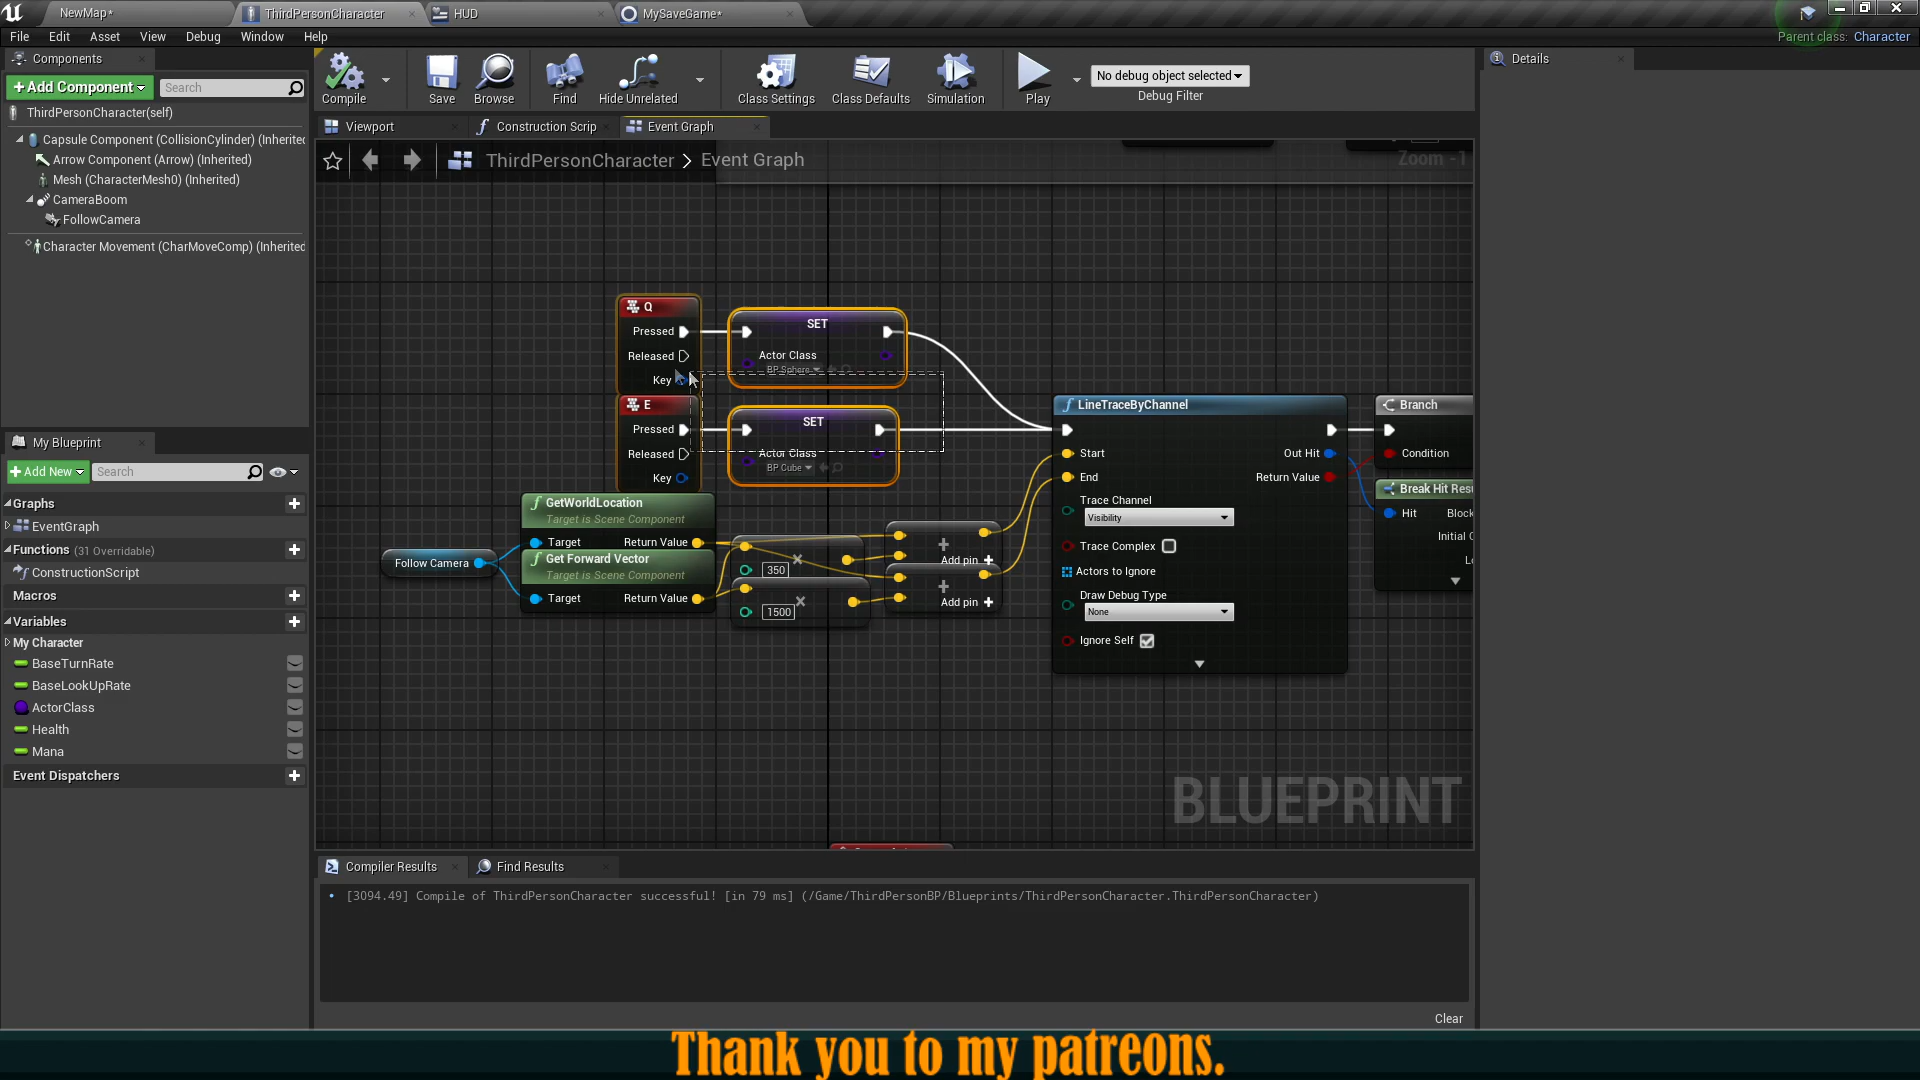 NewMap*
ThirdPersonCharacter
HUD
MySaveGame*
File
Edit
Asset
View
Debug
Window
Help
Parent class: Character
Components
+Add Component
Search
ThirdPersonCharacter(self)
Capsule Component (CollisionCylinder) (Inherited
Arrow Component (Arrow) (Inherited)
Mesh (CharacterMesh0) (Inherited)
CameraBoom
FollowCamera
Character Movement (CharMoveComp) (Inherited
Compile
Save
Browse
Find
Hide Unrelated
Class Settings
Class Defaults
Simulation
Play
No debug object selected
Debug Filter
Details
Viewport
Construction Scrip
Event Graph
ThirdPersonCharacter > Event Graph
Zoom -1
Q
Pressed
Released
Key
SET
Actor Class
BP Sphere
E
Pressed
Released
Key
SET
Actor Class
BP Cube
GetWorldLocation
Target is Scene Component
Target
Return Value
Get Forward Vector
Target is Scene Component
Target
Return Value
Follow Camera
350
1500
Add pin +
Add pin +
LineTraceByChannel
Start
End
Out Hit
Return Value
Trace Channel
Visibility
Trace Complex
Actors to Ignore
Draw Debug Type
None
Ignore Self
Branch
Condition
Break Hit Resu
Hit
Block
Initial O
Lo
BLUEPRINT
My Blueprint
+Add New
Search
Graphs
EventGraph
Functions (31 Overridable)
ConstructionScript
Macros
Variables
My Character
BaseTurnRate
BaseLookUpRate
ActorClass
Health
Mana
Event Dispatchers
Compiler Results
Find Results
[3094.49] Compile of ThirdPersonCharacter successful! [in 79 ms] (/Game/ThirdPersonBP/Blueprints/ThirdPersonCharacter.ThirdPersonCharacter)
Clear
Thank you to my patreons.